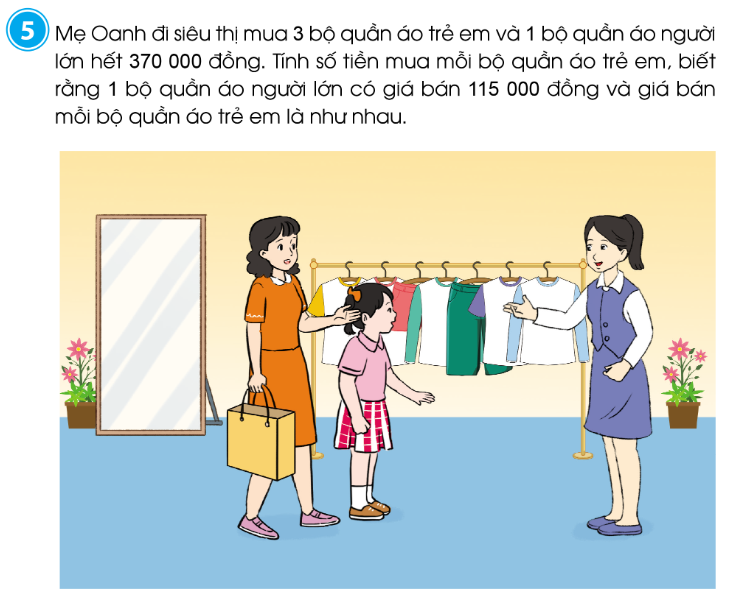 5 Mẹ Oanh đi siêu thị mua 3 bộ quần áo trẻ em và 1 bộ quần áo người
lớn hết 370 000 đồng. Tính số tiền mua mỗi bộ quần áo trẻ em, biết
rằng 1 bộ quần áo người lớn có giá bán 115 000 đồng và giá bán
mỗi bộ quần áo trẻ em là như nhau.